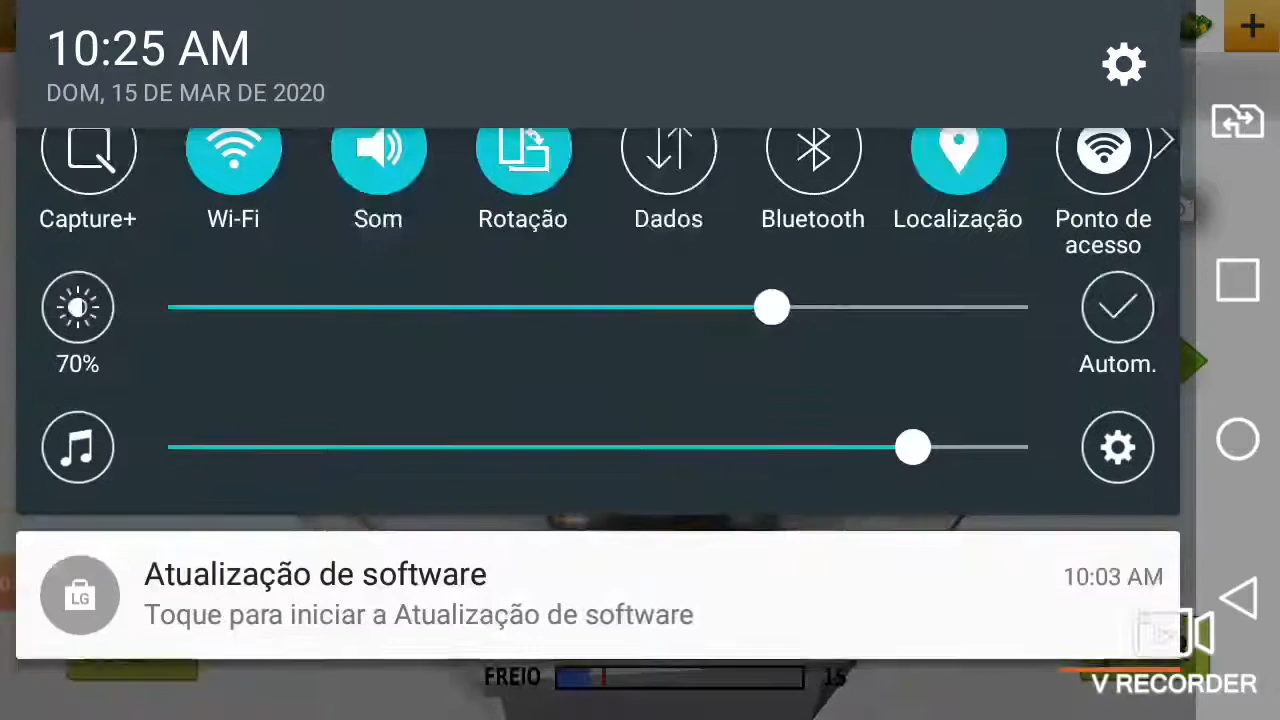 10:25 AM
DOM, 15 DE MAR DE 2020
Capture+
Wi-Fi
Som
Rotação
Dados
Bluetooth
Localização
Ponto de
acesso
70%
Autom.
LG
Atualização de software
10:03 AM
Toque para iniciar a Atualização de software
FREIO
15
V RECORDER